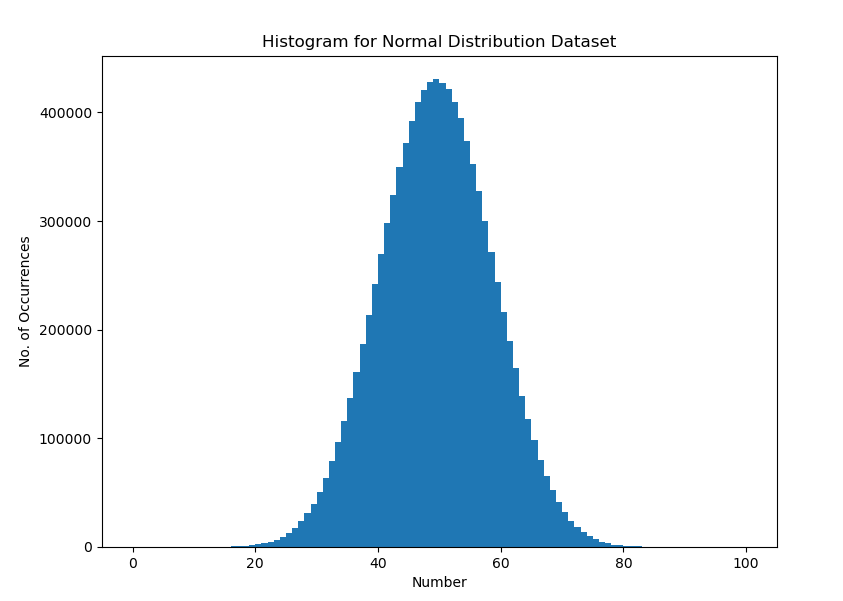 Histogram for Normal Distribution Dataset
No. of Occurrences
400000
300000
200000
100000
0
0 20 40 60 80 100
Number